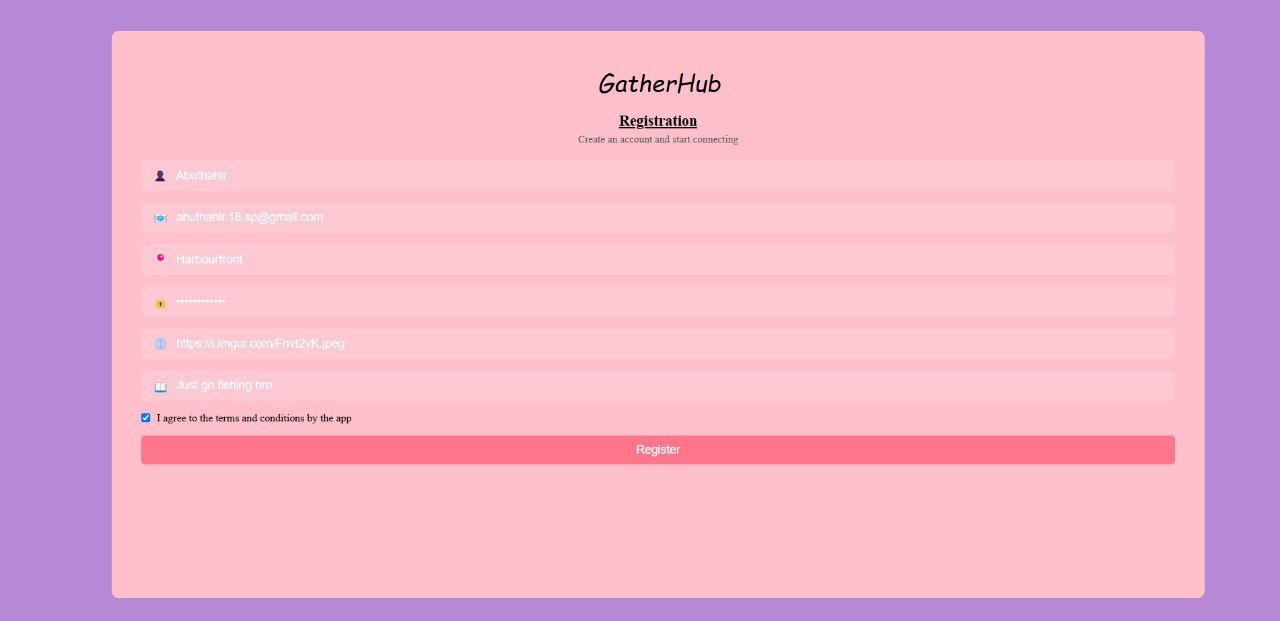 GatherHub
Registration
Create an account and start connecting
Abuthahir
abuthahir.18.sp@gmail.com
Harbourfront
••••••••••••
https://i.imgur.com/Fnvt2vK.jpeg
Just go fishing bro
I agree to the terms and conditions by the app
Register